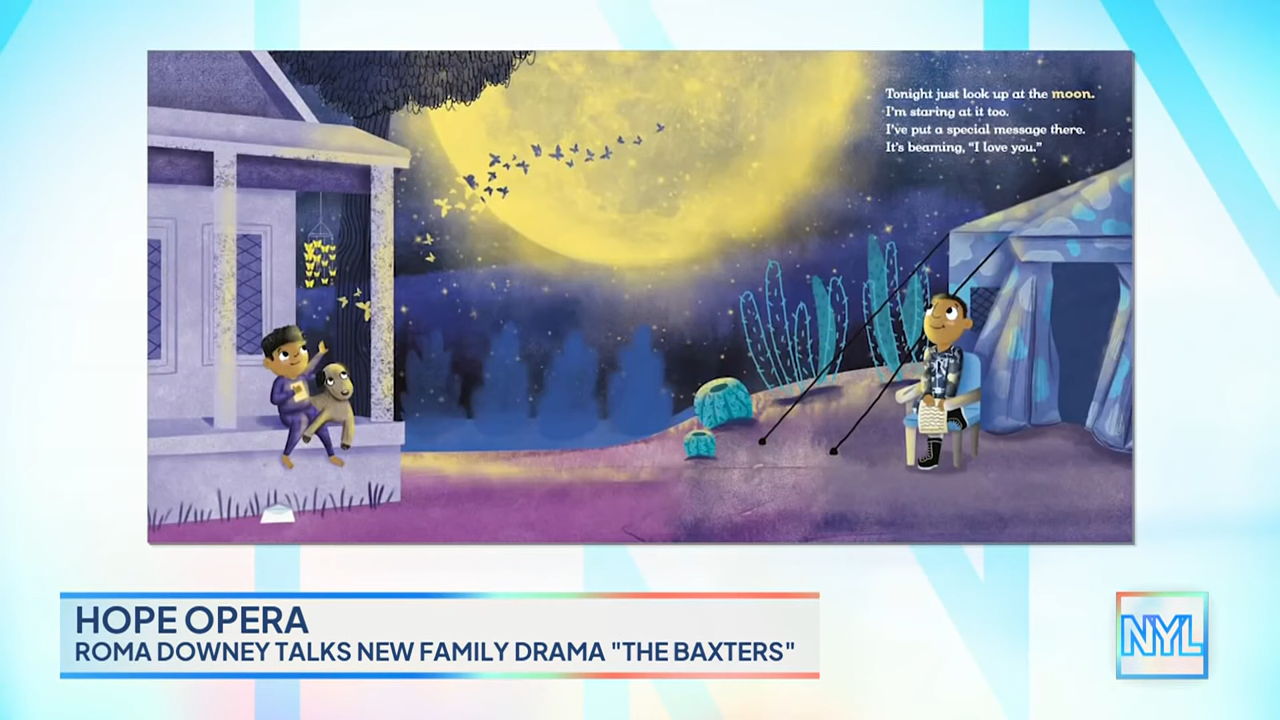 Tonight just look up at the moon.
I'm staring at it too.
I've put a special message there.
It's beaming, “I love you.”
HOPE OPERA
ROMA DOWNEY TALKS NEW FAMILY DRAMA "THE BAXTERS"
NYL